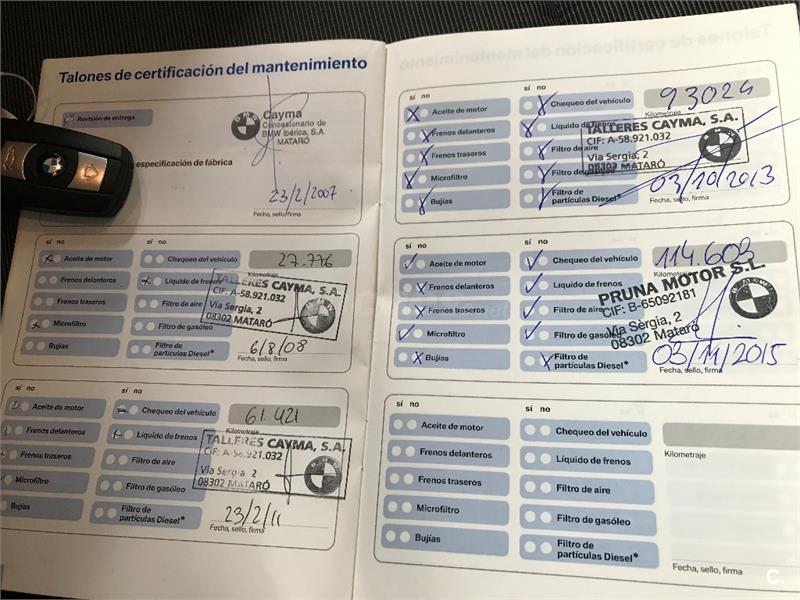 Talones de certificación del mantenimiento
Revisión de entrega
especificación de fábrica
Cayma
Concesionario de
BMW Ibérica, S.A.
MATARÓ
23/2/2007
Fecha, sello, firma
sí no
Aceite de motor
Frenos delanteros
Frenos traseros
Microfiltro
Bujías
Chequeo del vehículo
Líquido de frenos
Filtro de aire
Filtro de gasóleo
Filtro de
partículas Diesel*
27.776
Kilometraje
TALLERES CAYMA, S.A.
CIF: A-58.921.032
Vía Sergia, 2
08302 MATARÓ
6/8/08
Fecha, sello, firma
sí no
Aceite de motor
Frenos delanteros
Frenos traseros
Microfiltro
Bujías
sí no
Chequeo del vehículo
Líquido de frenos
Filtro de aire
Filtro de gasóleo
Filtro de
partículas Diesel*
61.421
Kilometraje
TALLERES CAYMA, S.A.
CIF: A-58.921.032
Vía Sergia, 2
08302 MATARÓ
23/2/11
Fecha, sello, firma
sí no
Aceite de motor
Frenos delanteros
Frenos traseros
Microfiltro
Bujías
sí no
Chequeo del vehículo
Líquido de frenos
Filtro de aire
Filtro de gasóleo
Filtro de
partículas Diesel*
93024
Kilometraje
TALLERES CAYMA, S.A.
CIF: A-58.921.032
Vía Sergia, 2
08302 MATARÓ
03/10/2013
Fecha, sello, firma
sí no
Aceite de motor
Frenos delanteros
Frenos traseros
Microfiltro
Bujías
sí no
Chequeo del vehículo
Líquido de frenos
Filtro de aire
Filtro de gasóleo
Filtro de
partículas Diesel*
114.603
Kilometraje
PRUNA MOTOR S.L.
CIF: B-65092181
Vía Sergia, 2
08302 Mataró
03/11/2015
Fecha, sello, firma
sí no
Aceite de motor
Frenos delanteros
Frenos traseros
Microfiltro
Bujías
sí no
Chequeo del vehículo
Líquido de frenos
Filtro de aire
Filtro de gasóleo
Filtro de
partículas Diesel*
Kilometraje
Fecha, sello, firma
C.